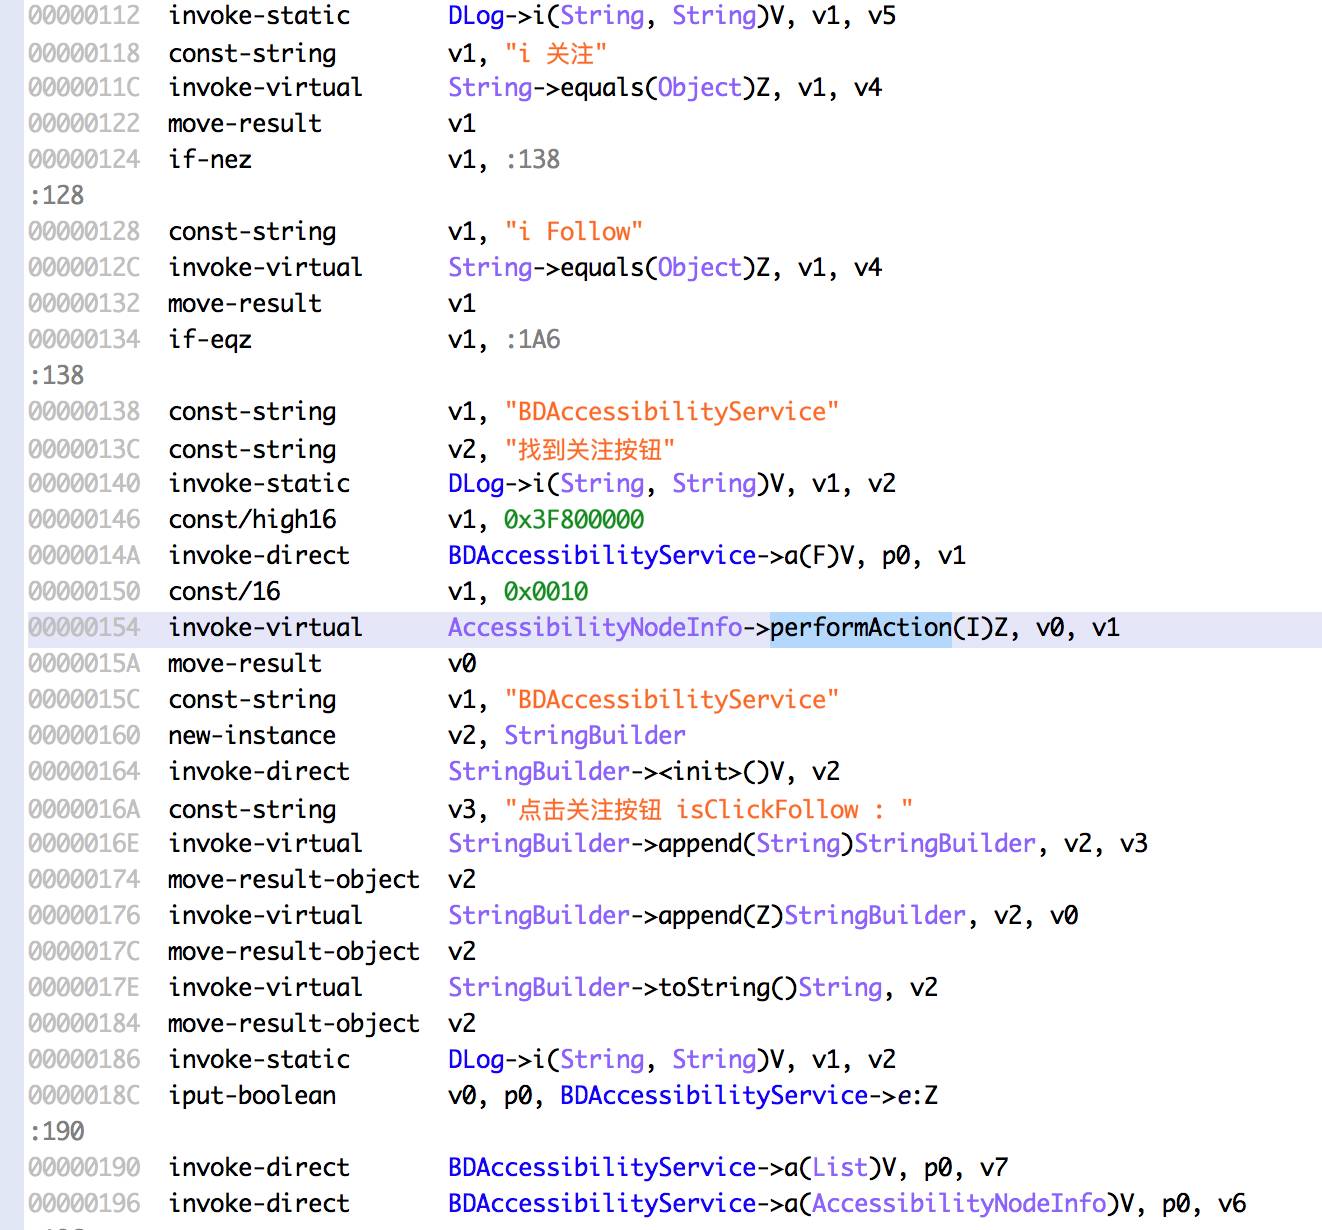 00000112 invoke-static DLog->i(String, String)V, v1, v5
00000118 const-string v1, "i 关注"
0000011C invoke-virtual String->equals(Object)Z, v1, v4
00000122 move-result v1
00000124 if-nez v1, :138
:128
00000128 const-string v1, "i Follow"
0000012C invoke-virtual String->equals(Object)Z, v1, v4
00000132 move-result v1
00000134 if-eqz v1, :1A6
:138
00000138 const-string v1, "BDAccessibilityService"
0000013C const-string v2, "找到关注按钮"
00000140 invoke-static DLog->i(String, String)V, v1, v2
00000146 const/high16 v1, 0x3F800000
0000014A invoke-direct BDAccessibilityService->a(F)V, p0, v1
00000150 const/16 v1, 0x0010
00000154 invoke-virtual AccessibilityNodeInfo->performAction(I)Z, v0, v1
0000015A move-result v0
0000015C const-string v1, "BDAccessibilityService"
00000160 new-instance v2, StringBuilder
00000164 invoke-direct StringBuilder-><init>()V, v2
0000016A const-string v3, "点击关注按钮 isClickFollow : "
0000016E invoke-virtual StringBuilder->append(String)StringBuilder, v2, v3
00000174 move-result-object v2
00000176 invoke-virtual StringBuilder->append(Z)StringBuilder, v2, v0
0000017C move-result-object v2
0000017E invoke-virtual StringBuilder->toString()String, v2
00000184 move-result-object v2
00000186 invoke-static DLog->i(String, String)V, v1, v2
0000018C iput-boolean v0, p0, BDAccessibilityService->e:Z
:190
00000190 invoke-direct BDAccessibilityService->a(List)V, p0, v7
00000196 invoke-direct BDAccessibilityService->a(AccessibilityNodeInfo)V, p0, v6